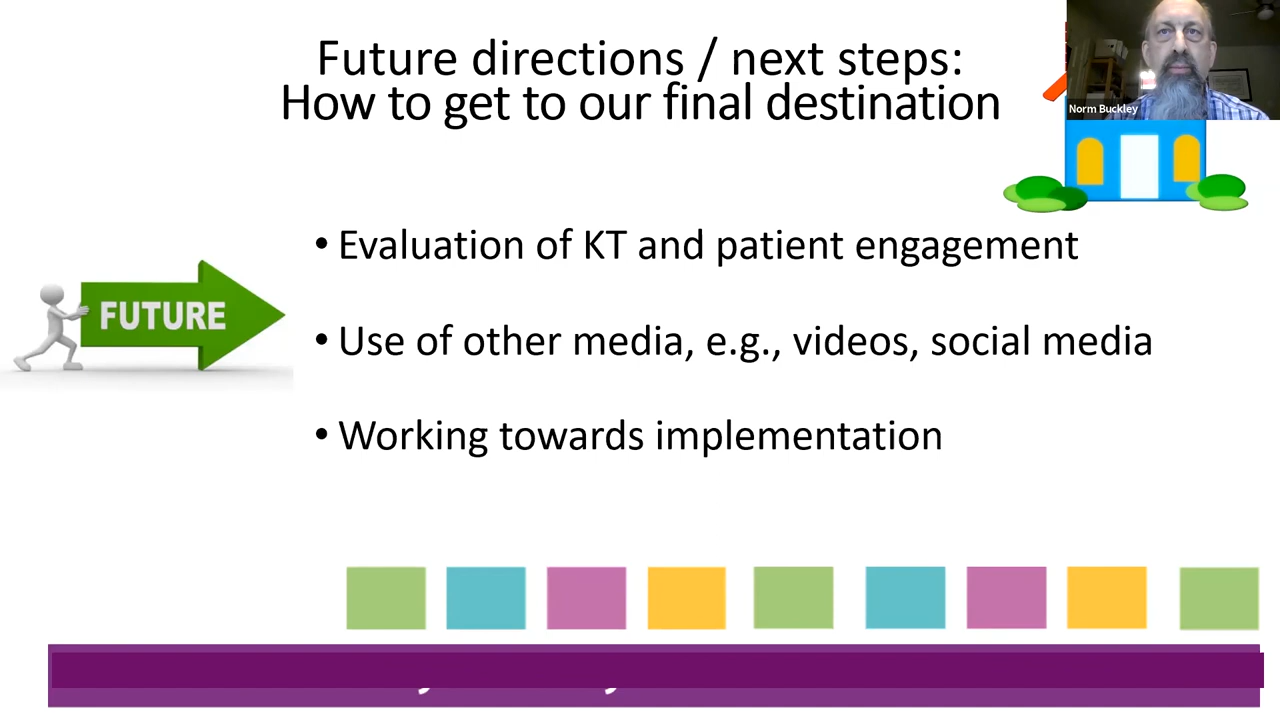 Future directions / next steps:
How to get to our final destination
Norm Buckley
• Evaluation of KT and patient engagement
FUTURE
• Use of other media, e.g., videos, social media
• Working towards implementation